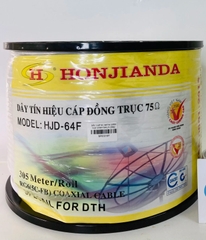 H HONJIANDA
DÂY TÍN HIỆU CÁP ĐỒNG TRỤC 75Ω
MODEL: HJD-64F
305 Meter/Roll
COAXIAL CABLE
FOR DTH